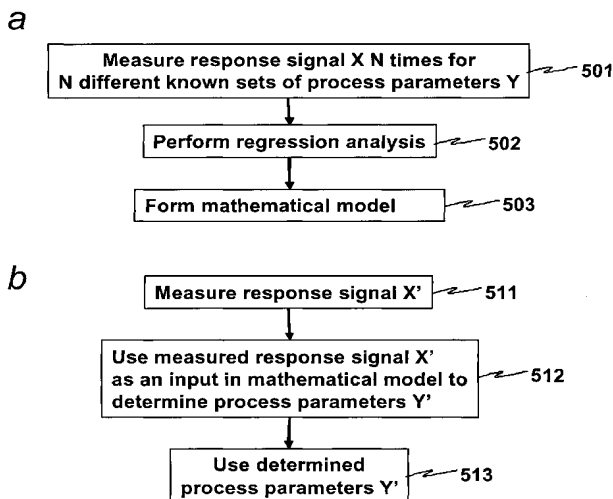 a
Measure response signal X N times for
N different known sets of process parameters Y
501
Perform regression analysis
502
Form mathematical model
503
b
Measure response signal X'
511
Use measured response signal X'
as an input in mathematical model to
determine process parameters Y'
512
Use determined
process parameters Y'
513